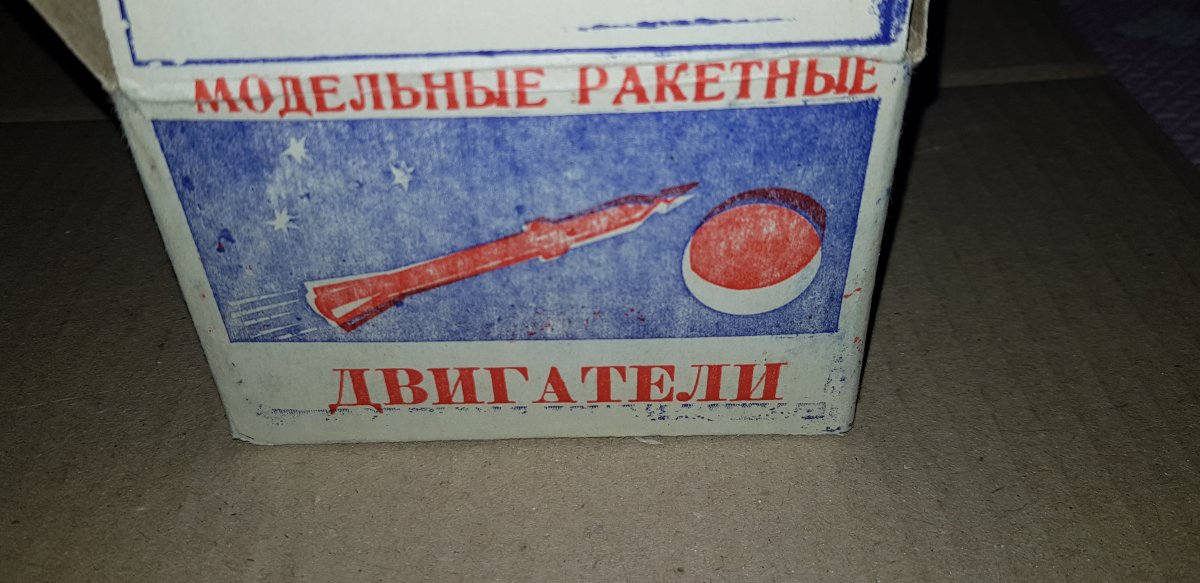 МОДЕЛЬНЫЕ РАКЕТНЫЕ
ДВИГАТЕЛИ